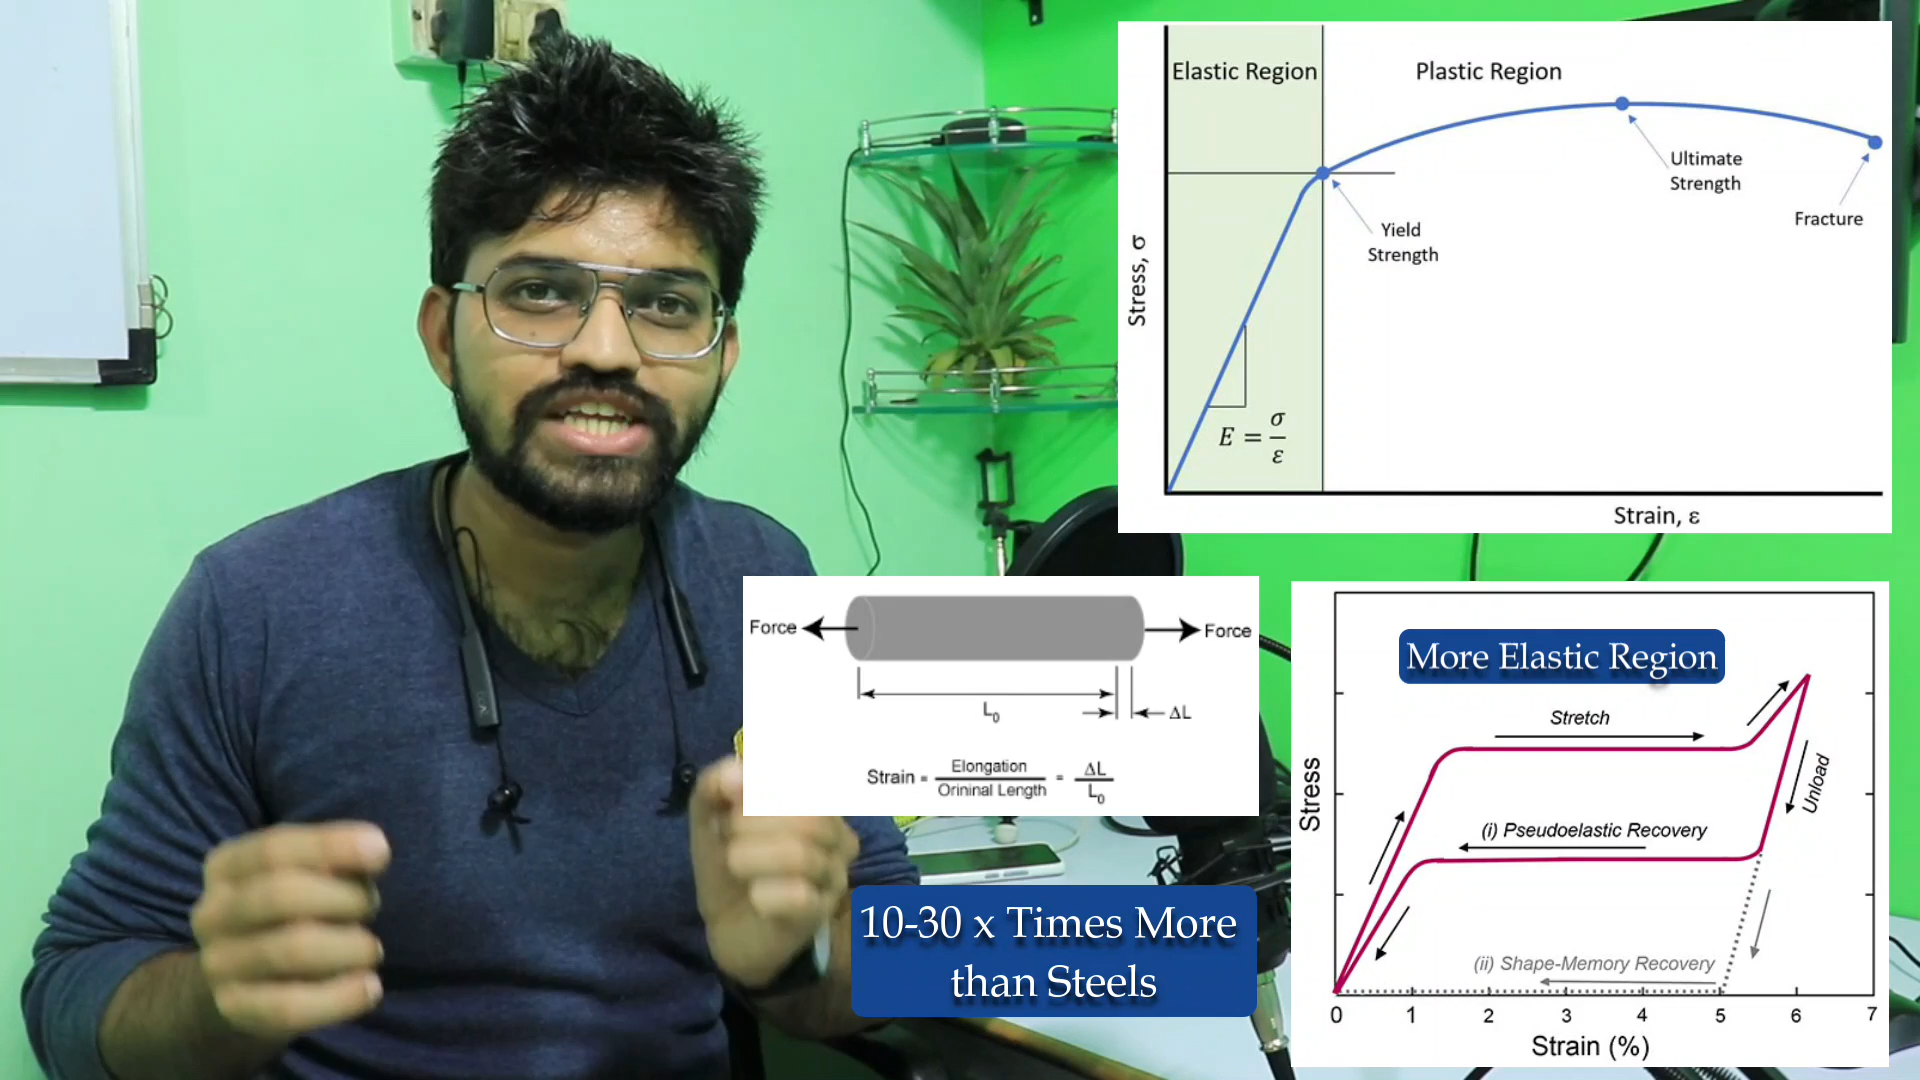 Elastic Region
Plastic Region
Ultimate
Strength
Fracture
Yield
Strength
Stress, σ
E = σ/ε
Strain, ε
Force
Force
L₀
ΔL
Strain = Elongation/Orininal Length = ΔL/L₀
10-30 x Times More
than Steels
More Elastic Region
Stretch
Unload
(i) Pseudoelastic Recovery
(ii) Shape-Memory Recovery
Stress
0 1 2 3 4 5 6 7
Strain (%)